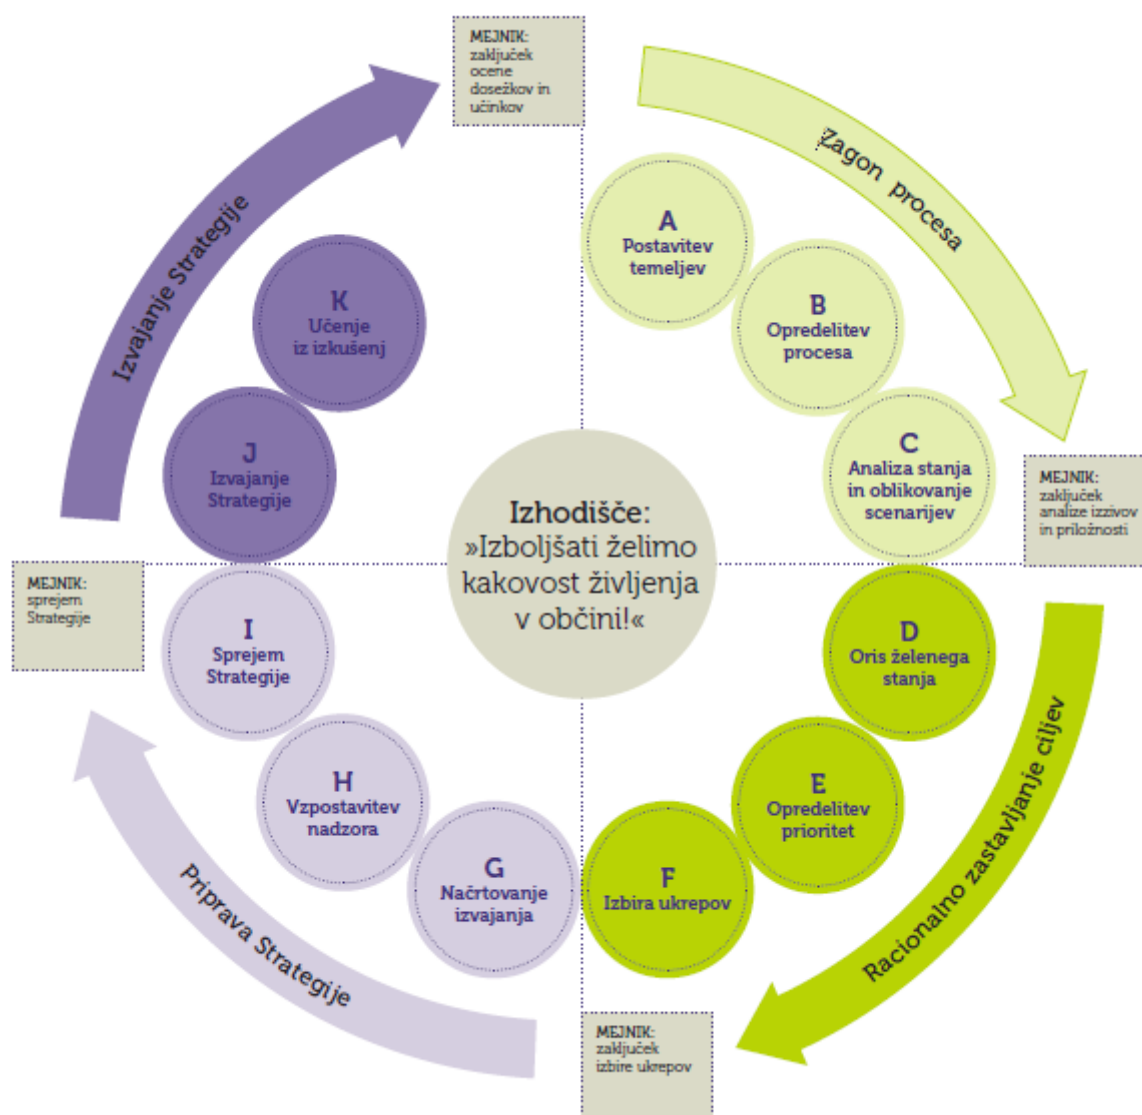 MEJNIK:
zaključek
ocene
dosežkov in
učinkov
Zagon procesa
A
Postavitev
temeljev
B
Opredelitev
procesa
C
Analiza stanja
in oblikovanje
scenarijev
MEJNIK:
zaključek
analize izzivov
in priložnosti
Racionalno zastavljanje ciljev
D
Oris želenega
stanja
E
Opredelitev
prioritet
F
Izbira ukrepov
MEJNIK:
zaključek
izbire ukrepov
Priprava Strategije
G
Načrtovanje
izvajanja
H
Vzpostavitev
nadzora
I
Sprejem
Strategije
MEJNIK:
sprejem
Strategije
Izvajanje Strategije
J
Izvajanje
Strategije
K
Učenje
iz izkušenj
Izhodišče:
»Izboljšati želimo
kakovost življenja
v občini!«